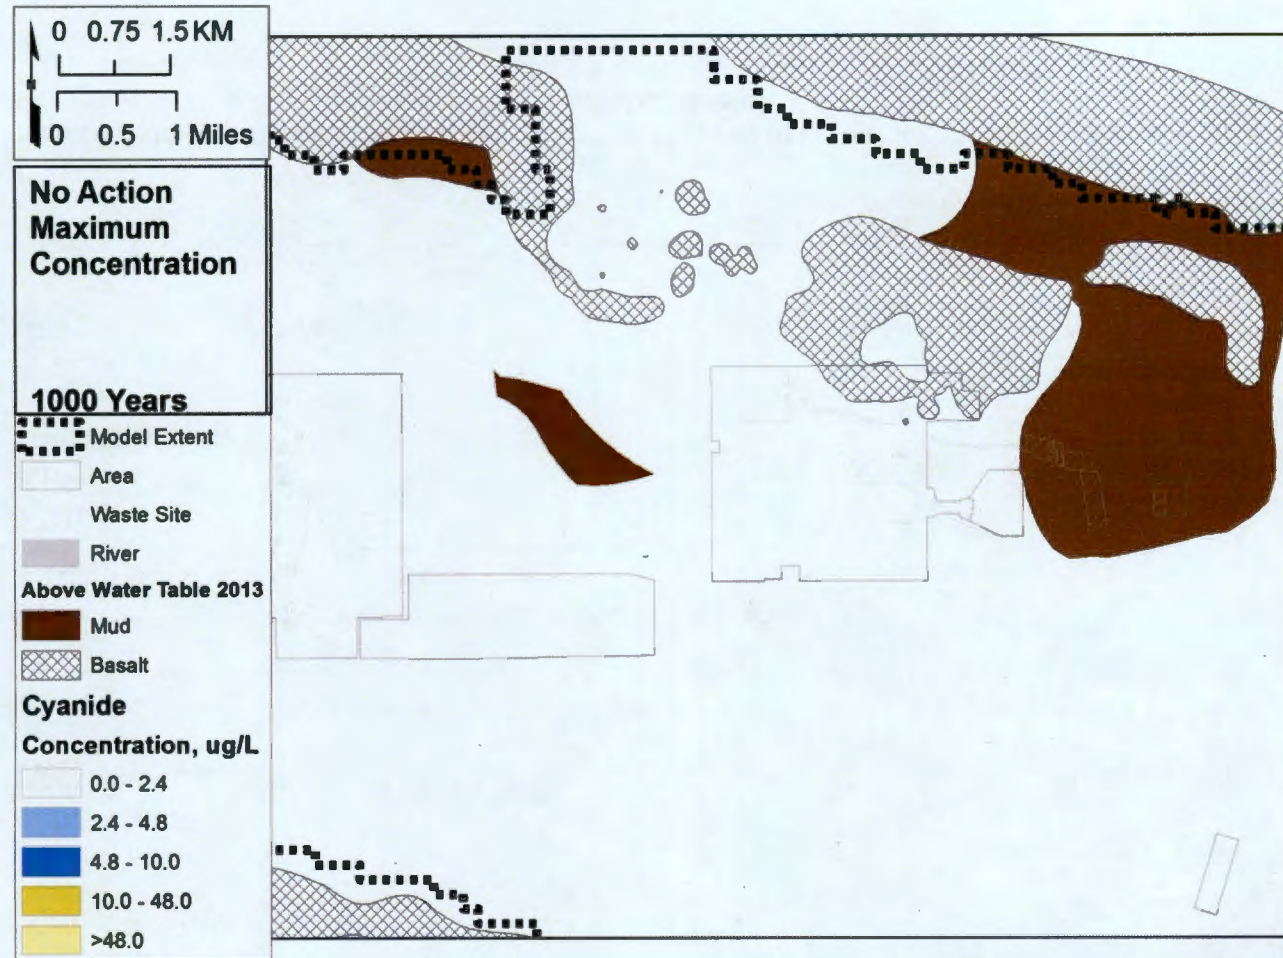 0 0.75 1.5 KM
0 0.5 1 Miles
No Action
Maximum
Concentration
1000 Years
Model Extent
Area
Waste Site
River
Above Water Table 2013
Mud
Basalt
Cyanide
Concentration, ug/L
0.0 - 2.4
2.4 - 4.8
4.8 - 10.0
10.0 - 48.0
>48.0